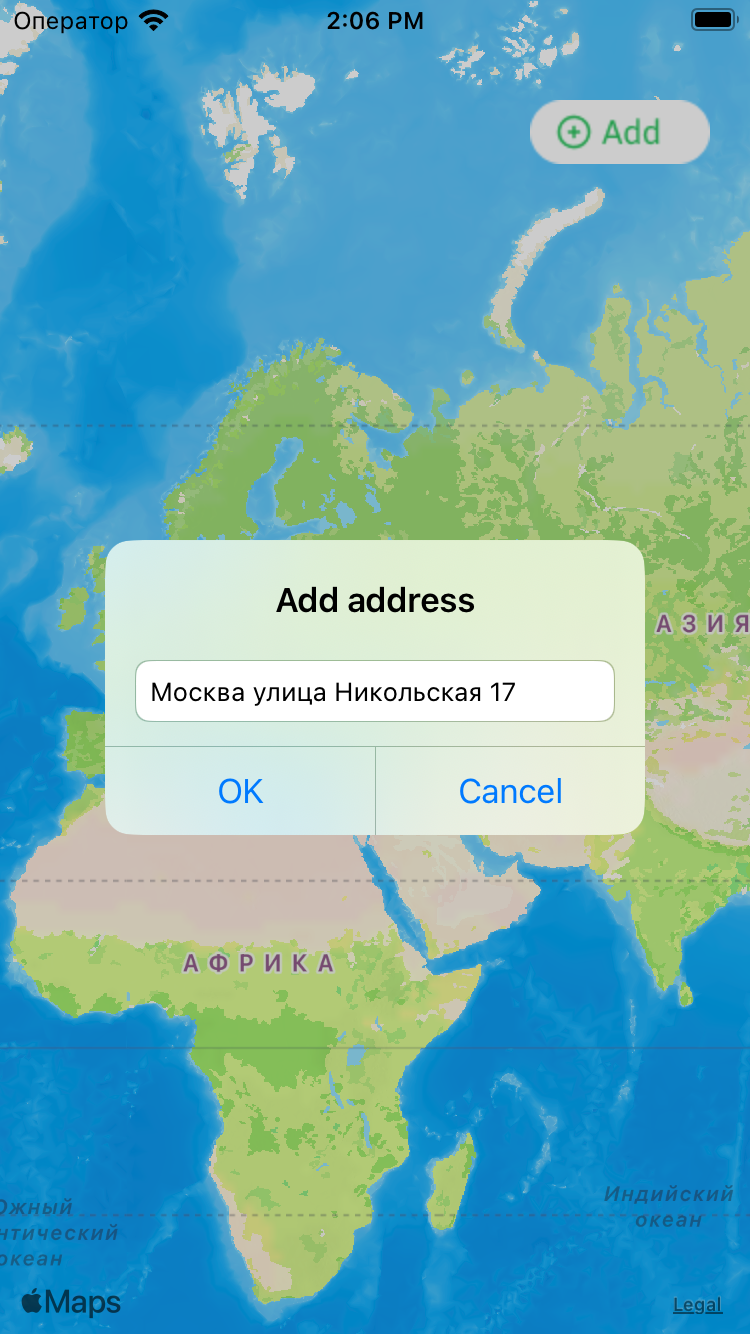 Оператор 2:06 PM
Add
Add address
АЗИЯ
Москва улица Никольская 17
OK Cancel
АФРИКА
Индийский
океан
Южный
нтический
океан
Maps
Legal